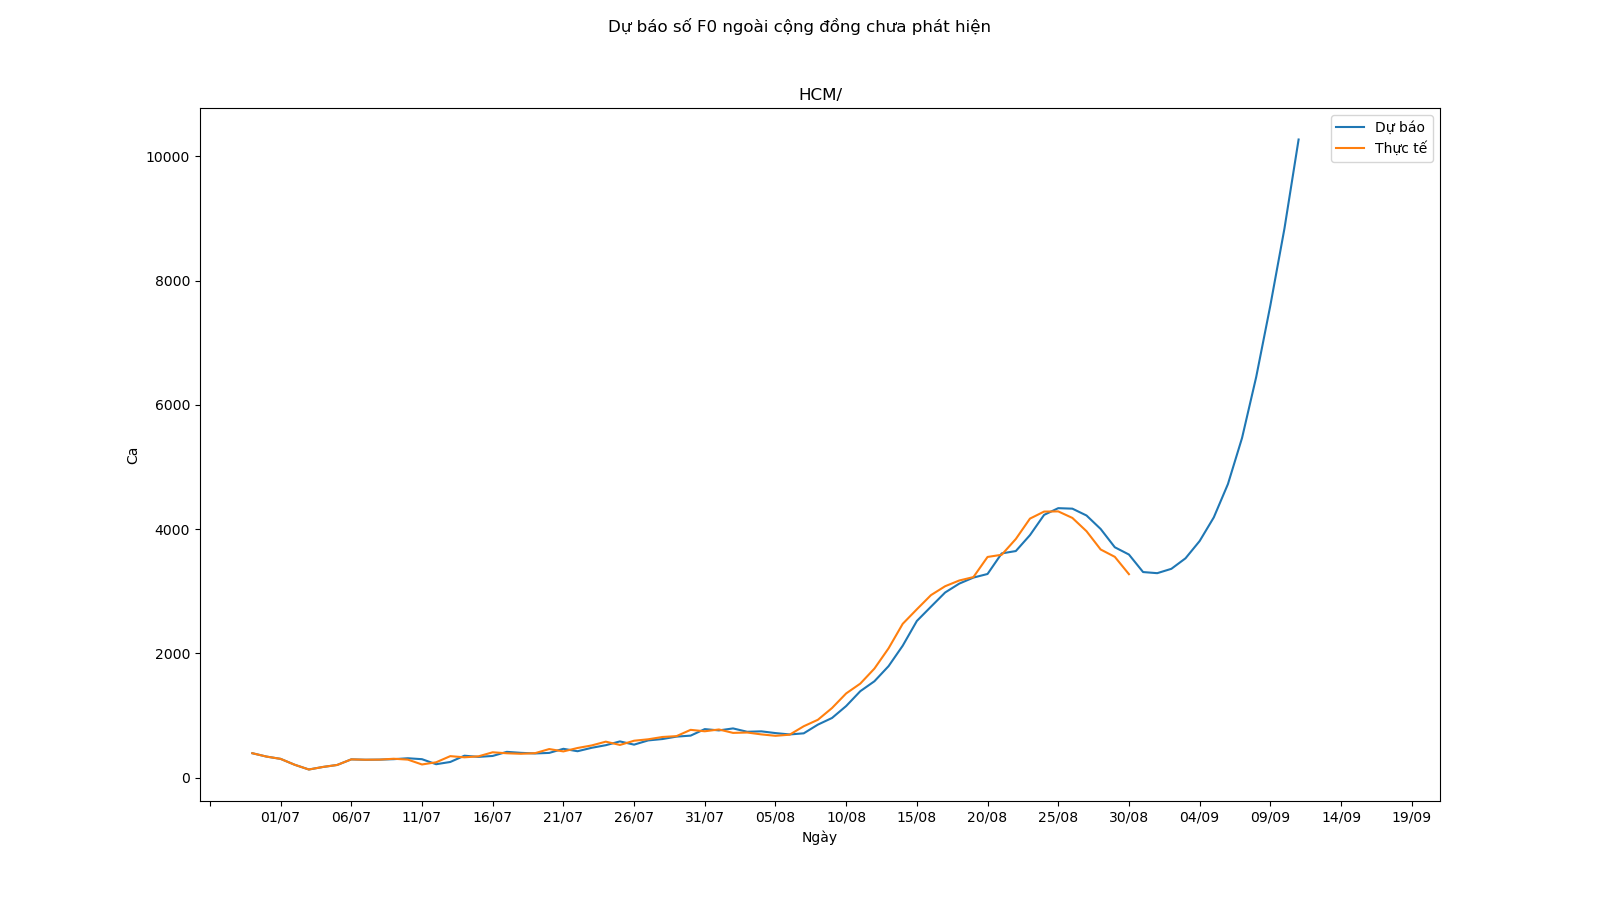 Dự báo số F0 ngoài cộng đồng chưa phát hiện
HCM/
Dự báo
Thực tế
10000
8000
6000
4000
2000
0
Ca
01/07 06/07 11/07 16/07 21/07 26/07 31/07 05/08 10/08 15/08 20/08 25/08 30/08 04/09 09/09 14/09 19/09
Ngày